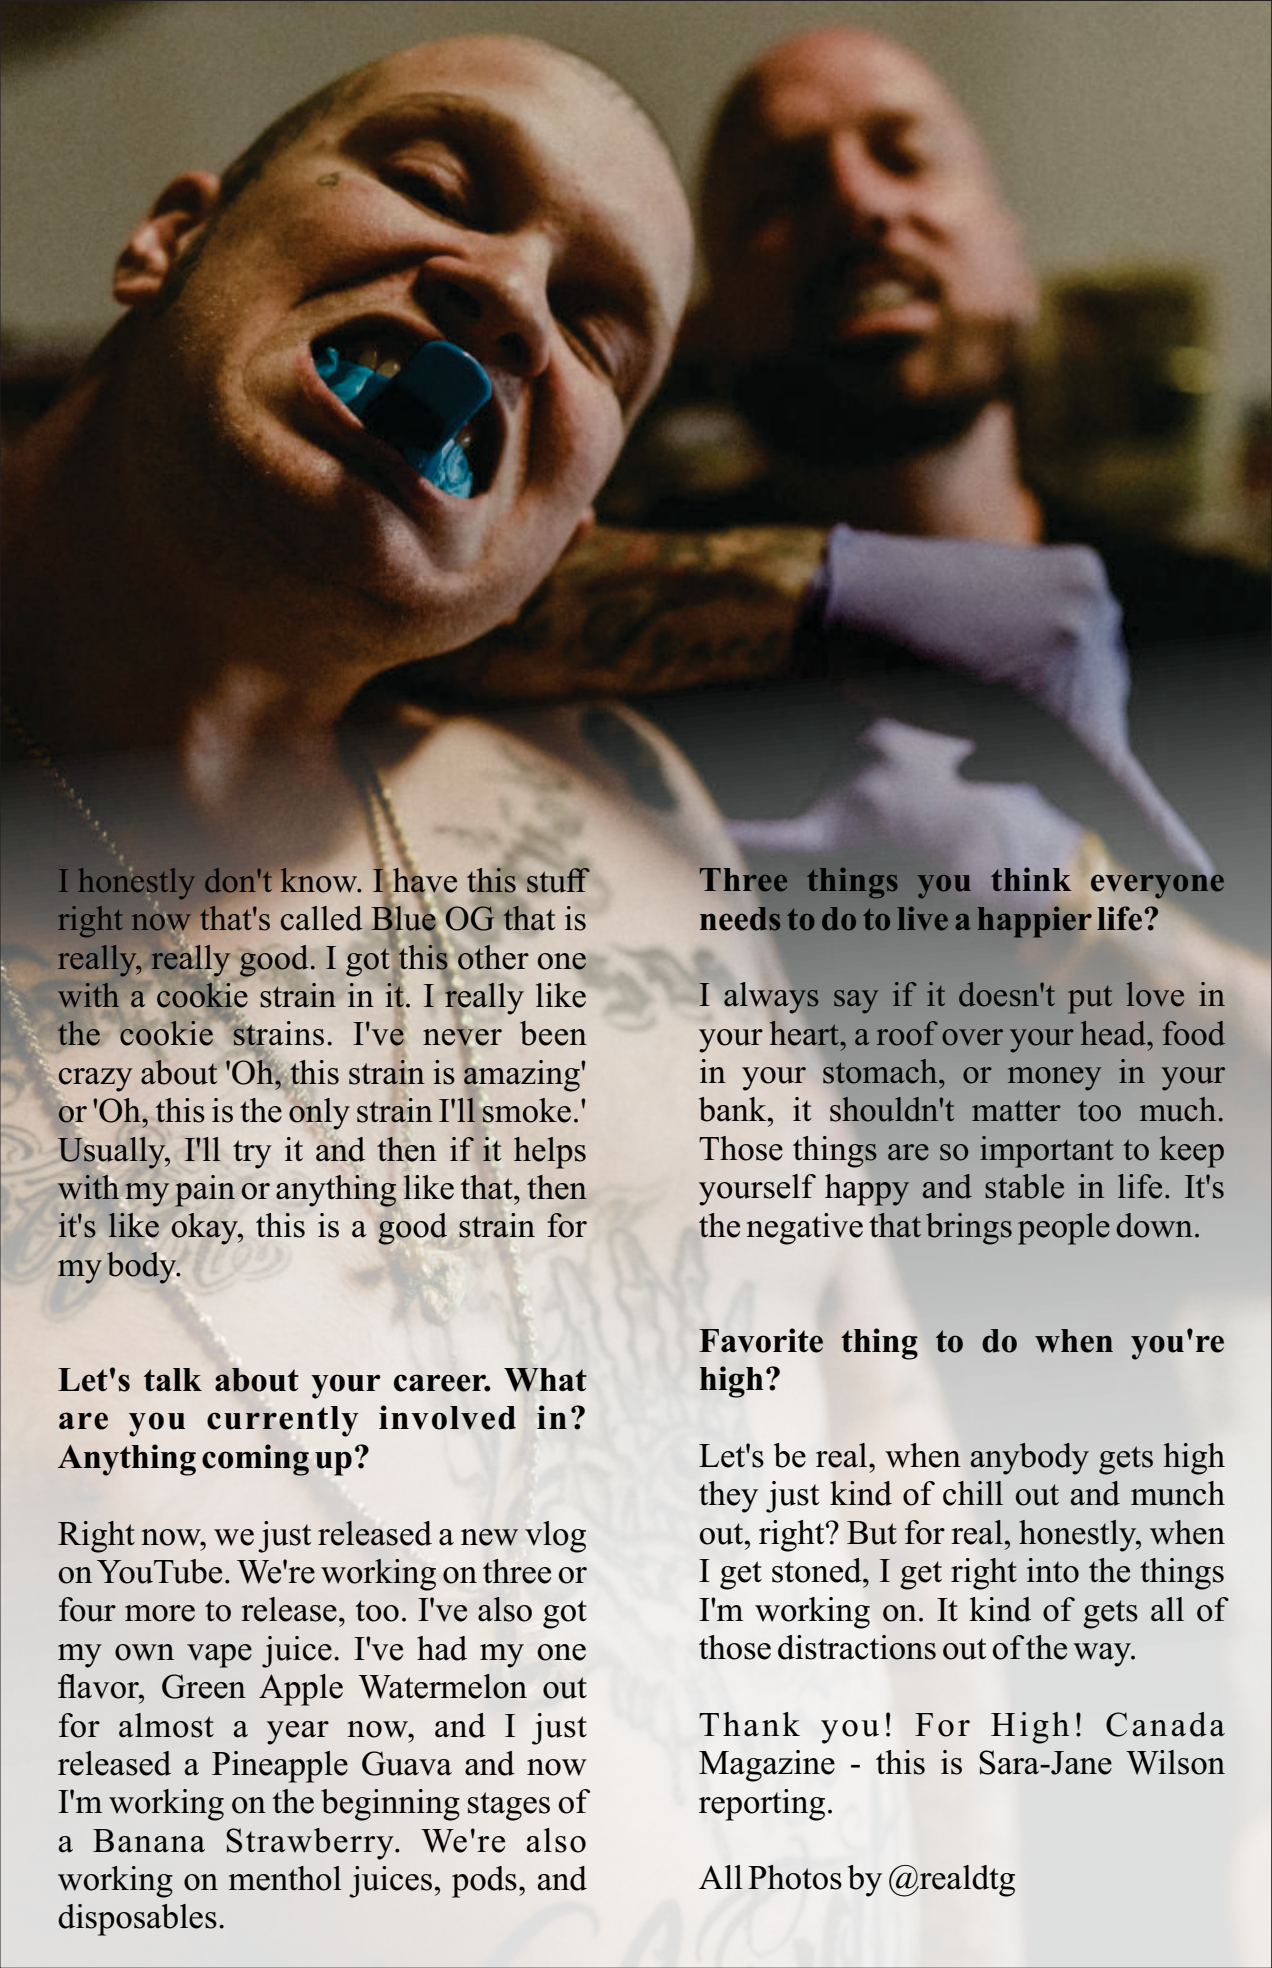 I honestly don't know. I have this stuff
right now that's called Blue OG that is
really, really good. I got this other one
with a cookie strain in it. I really like
the cookie strains. I've never been
crazy about 'Oh, this strain is amazing'
or 'Oh, this is the only strain I'll smoke.'
Usually, I'll try it and then if it helps
with my pain or anything like that, then
it's like okay, this is a good strain for
my body.
Let's talk about your career. What
are you currently involved in?
Anything coming up?
Right now, we just released a new vlog
on YouTube. We're working on three or
four more to release, too. I've also got
my own vape juice. I've had my one
flavor, Green Apple Watermelon out
for almost a year now, and I just
released a Pineapple Guava and now
I'm working on the beginning stages of
a Banana Strawberry. We're also
working on menthol juices, pods, and
disposables.
Three things you think everyone
needs to do to live a happier life?
I always say if it doesn't put love in
your heart, a roof over your head, food
in your stomach, or money in your
bank, it shouldn't matter too much.
Those things are so important to keep
yourself happy and stable in life. It's
the negative that brings people down.
Favorite thing to do when you're
high?
Let's be real, when anybody gets high
they just kind of chill out and munch
out, right? But for real, honestly, when
I get stoned, I get right into the things
I'm working on. It kind of gets all of
those distractions out of the way.
Thank you! For High! Canada
Magazine - this is Sara-Jane Wilson
reporting.
All Photos by @realdtg